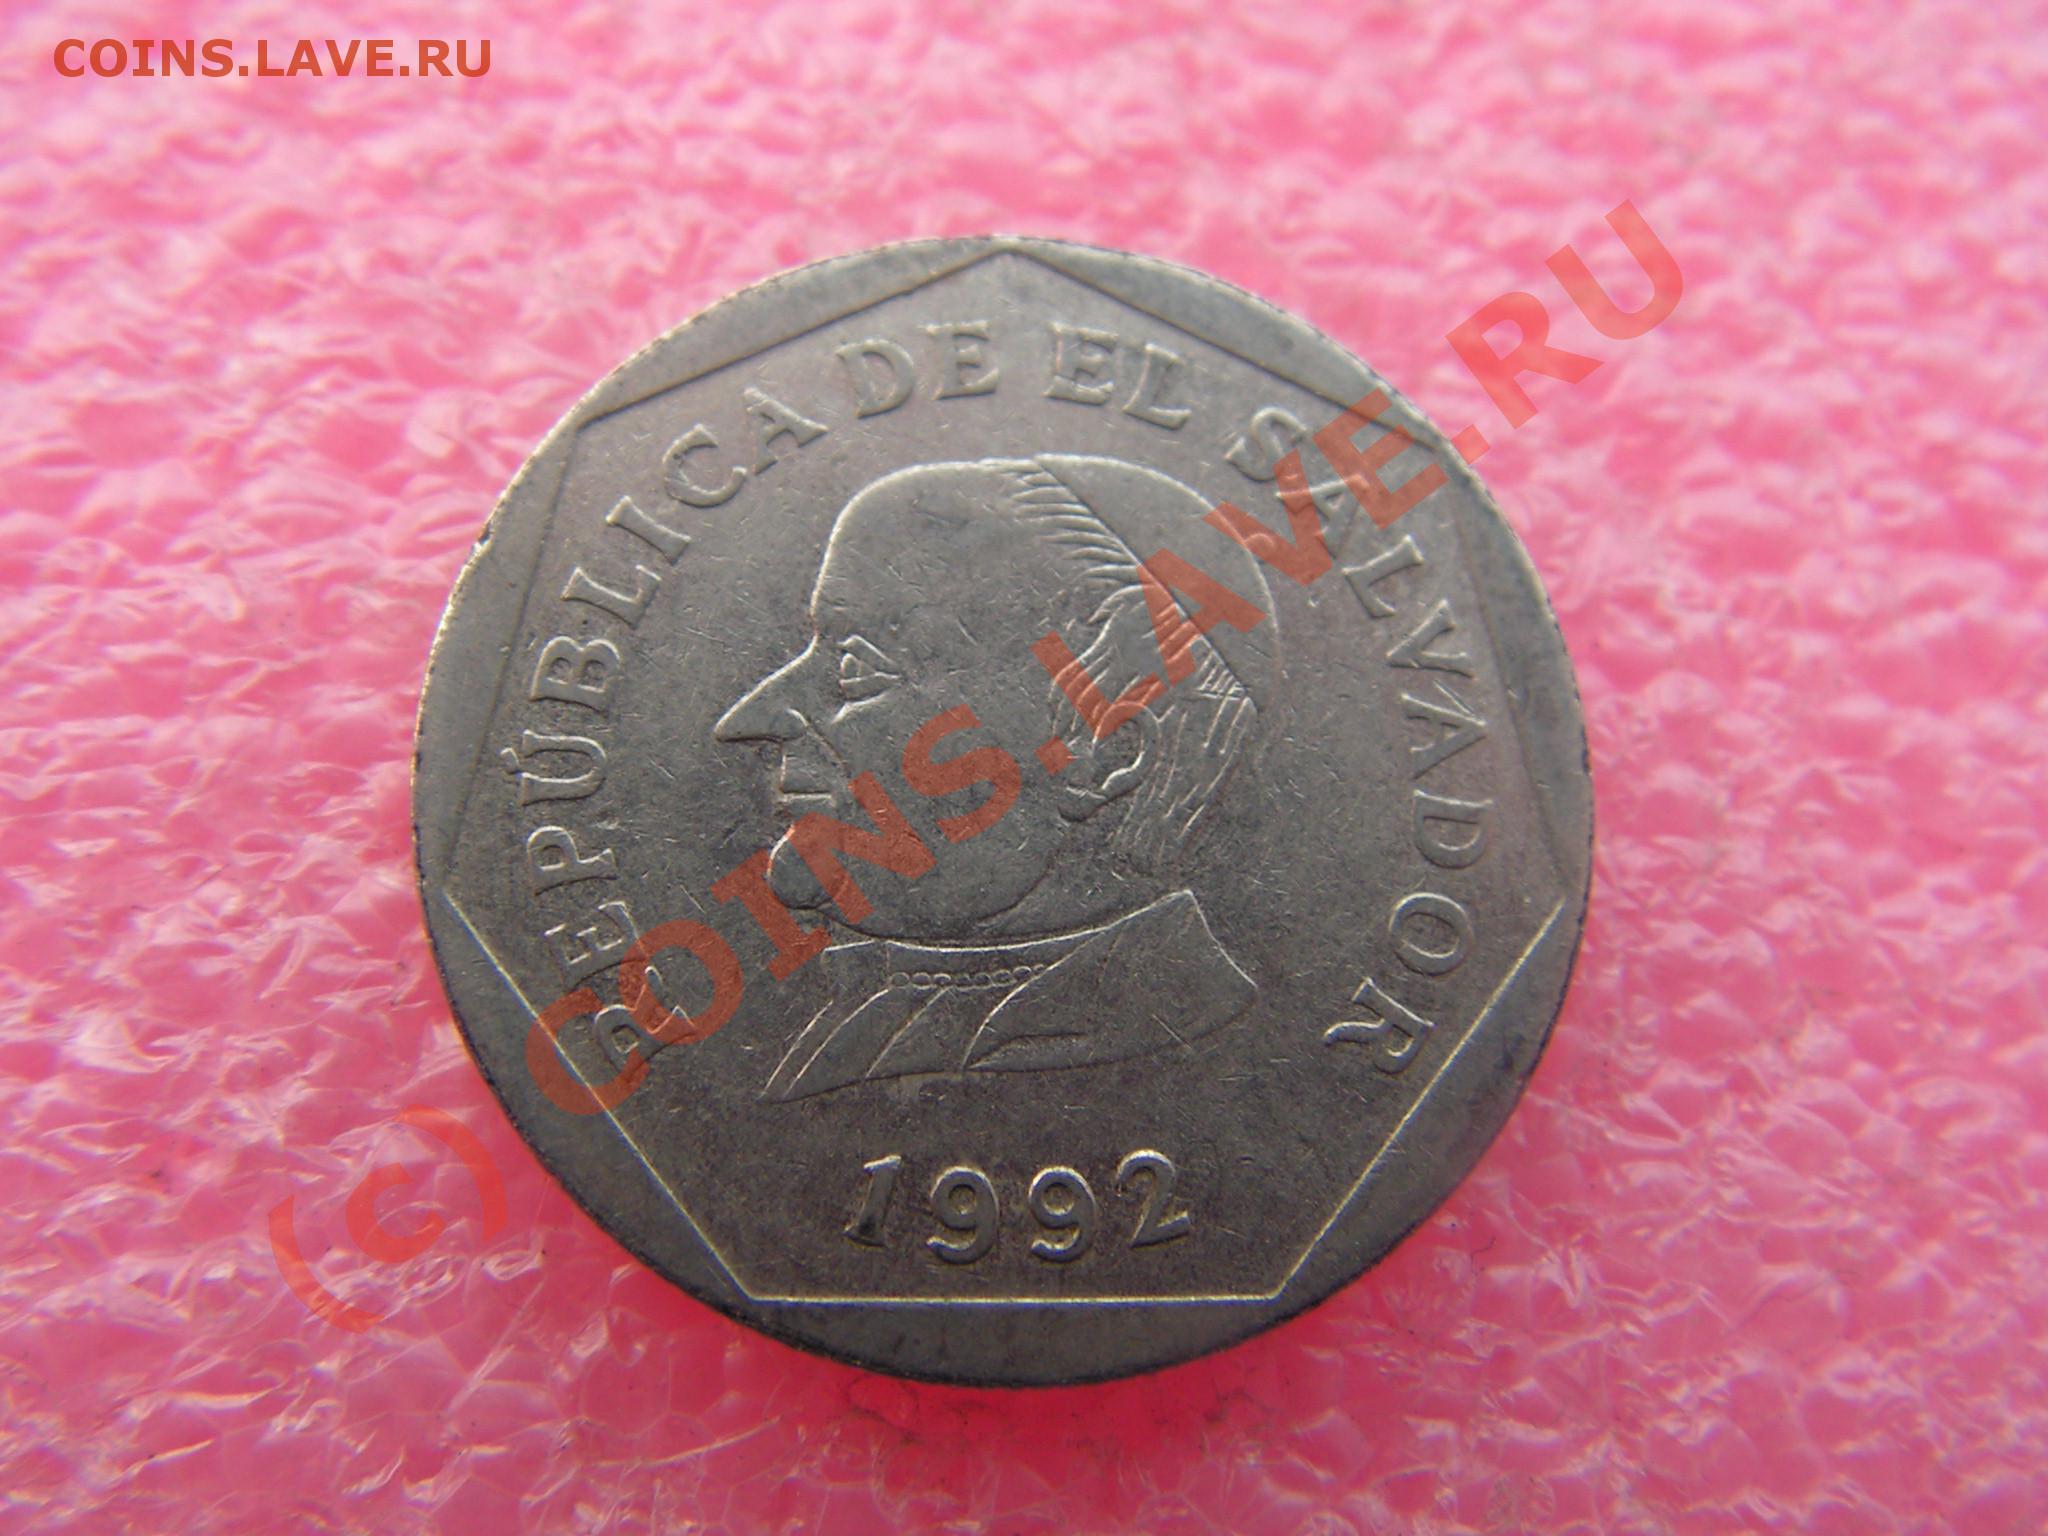 COINS.LAVE.RU
REPÚBLICA DE EL SALVADOR
(c) COINS.LAVE.RU
1992